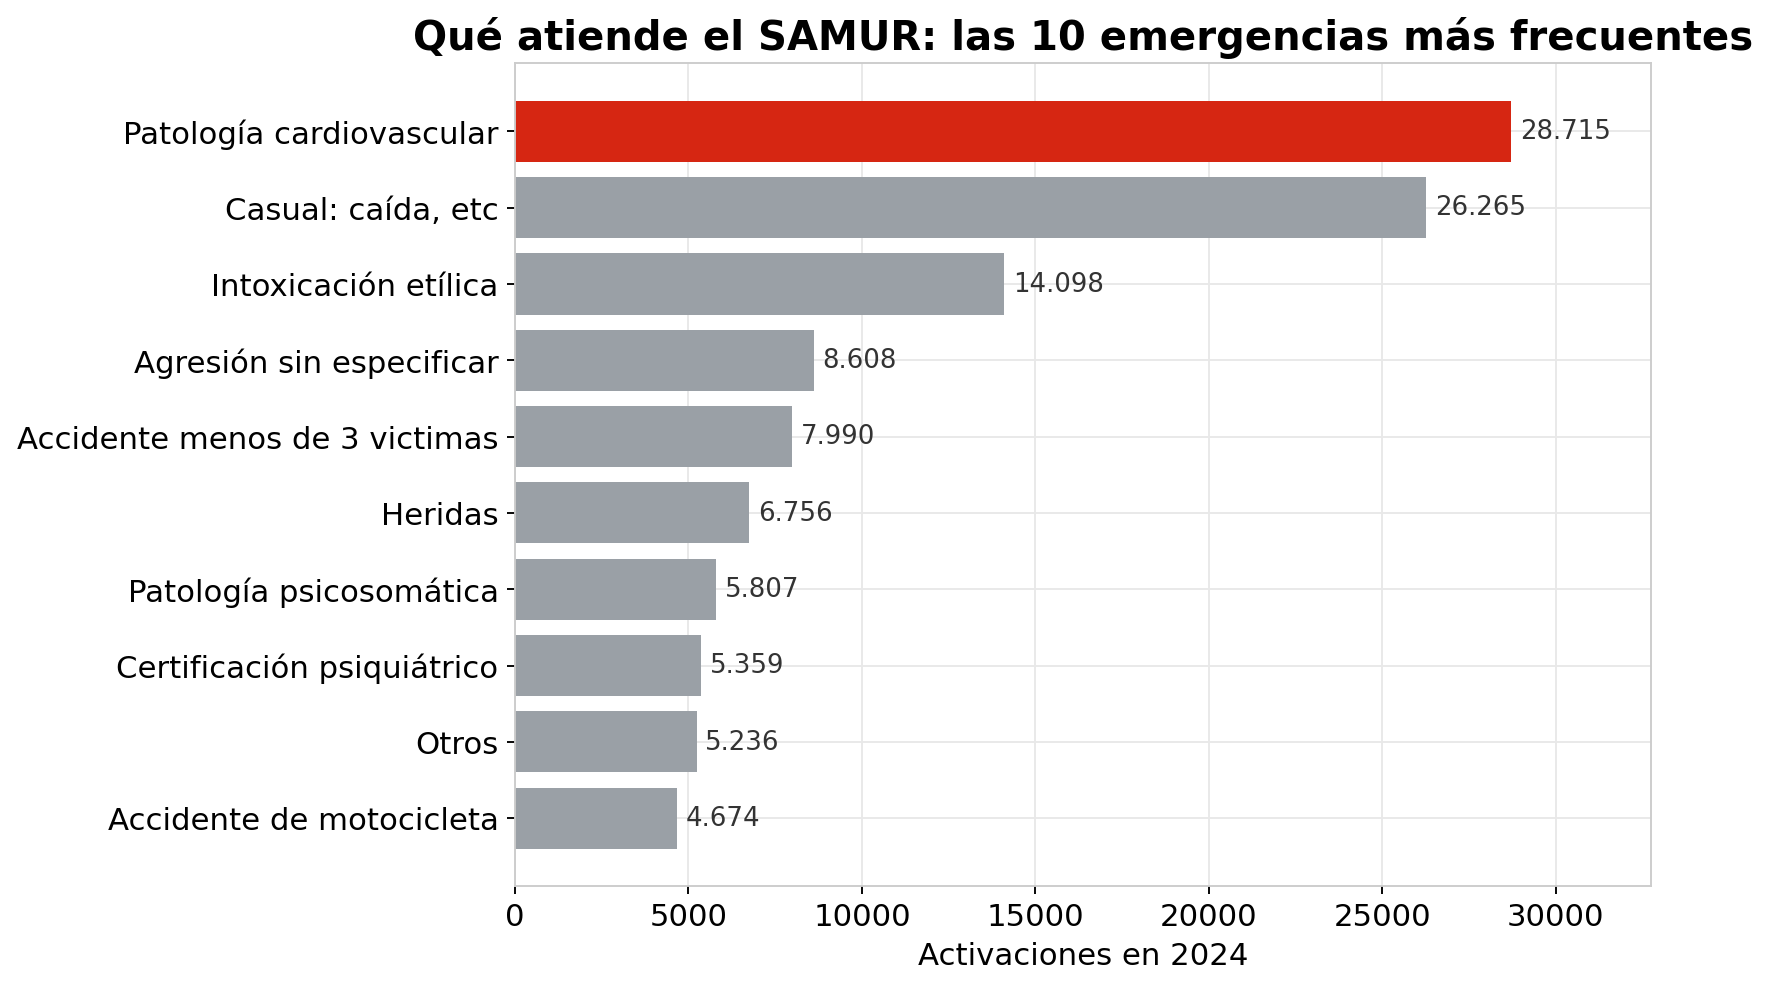 Qué atiende el SAMUR: las 10 emergencias más frecuentes
Patología cardiovascular 28.715
Casual: caída, etc 26.265
Intoxicación etílica 14.098
Agresión sin especificar 8.608
Accidente menos de 3 victimas 7.990
Heridas 6.756
Patología psicosomática 5.807
Certificación psiquiátrico 5.359
Otros 5.236
Accidente de motocicleta 4.674
0 5000 10000 15000 20000 25000 30000
Activaciones en 2024